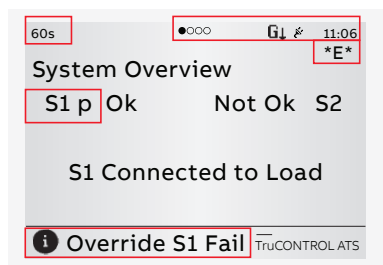 60s ●○○○ G↓ 11:06
*E*
System Overview
S1 p Ok Not Ok S2
S1 Connected to Load
Override S1 Fail TruCONTROL ATS